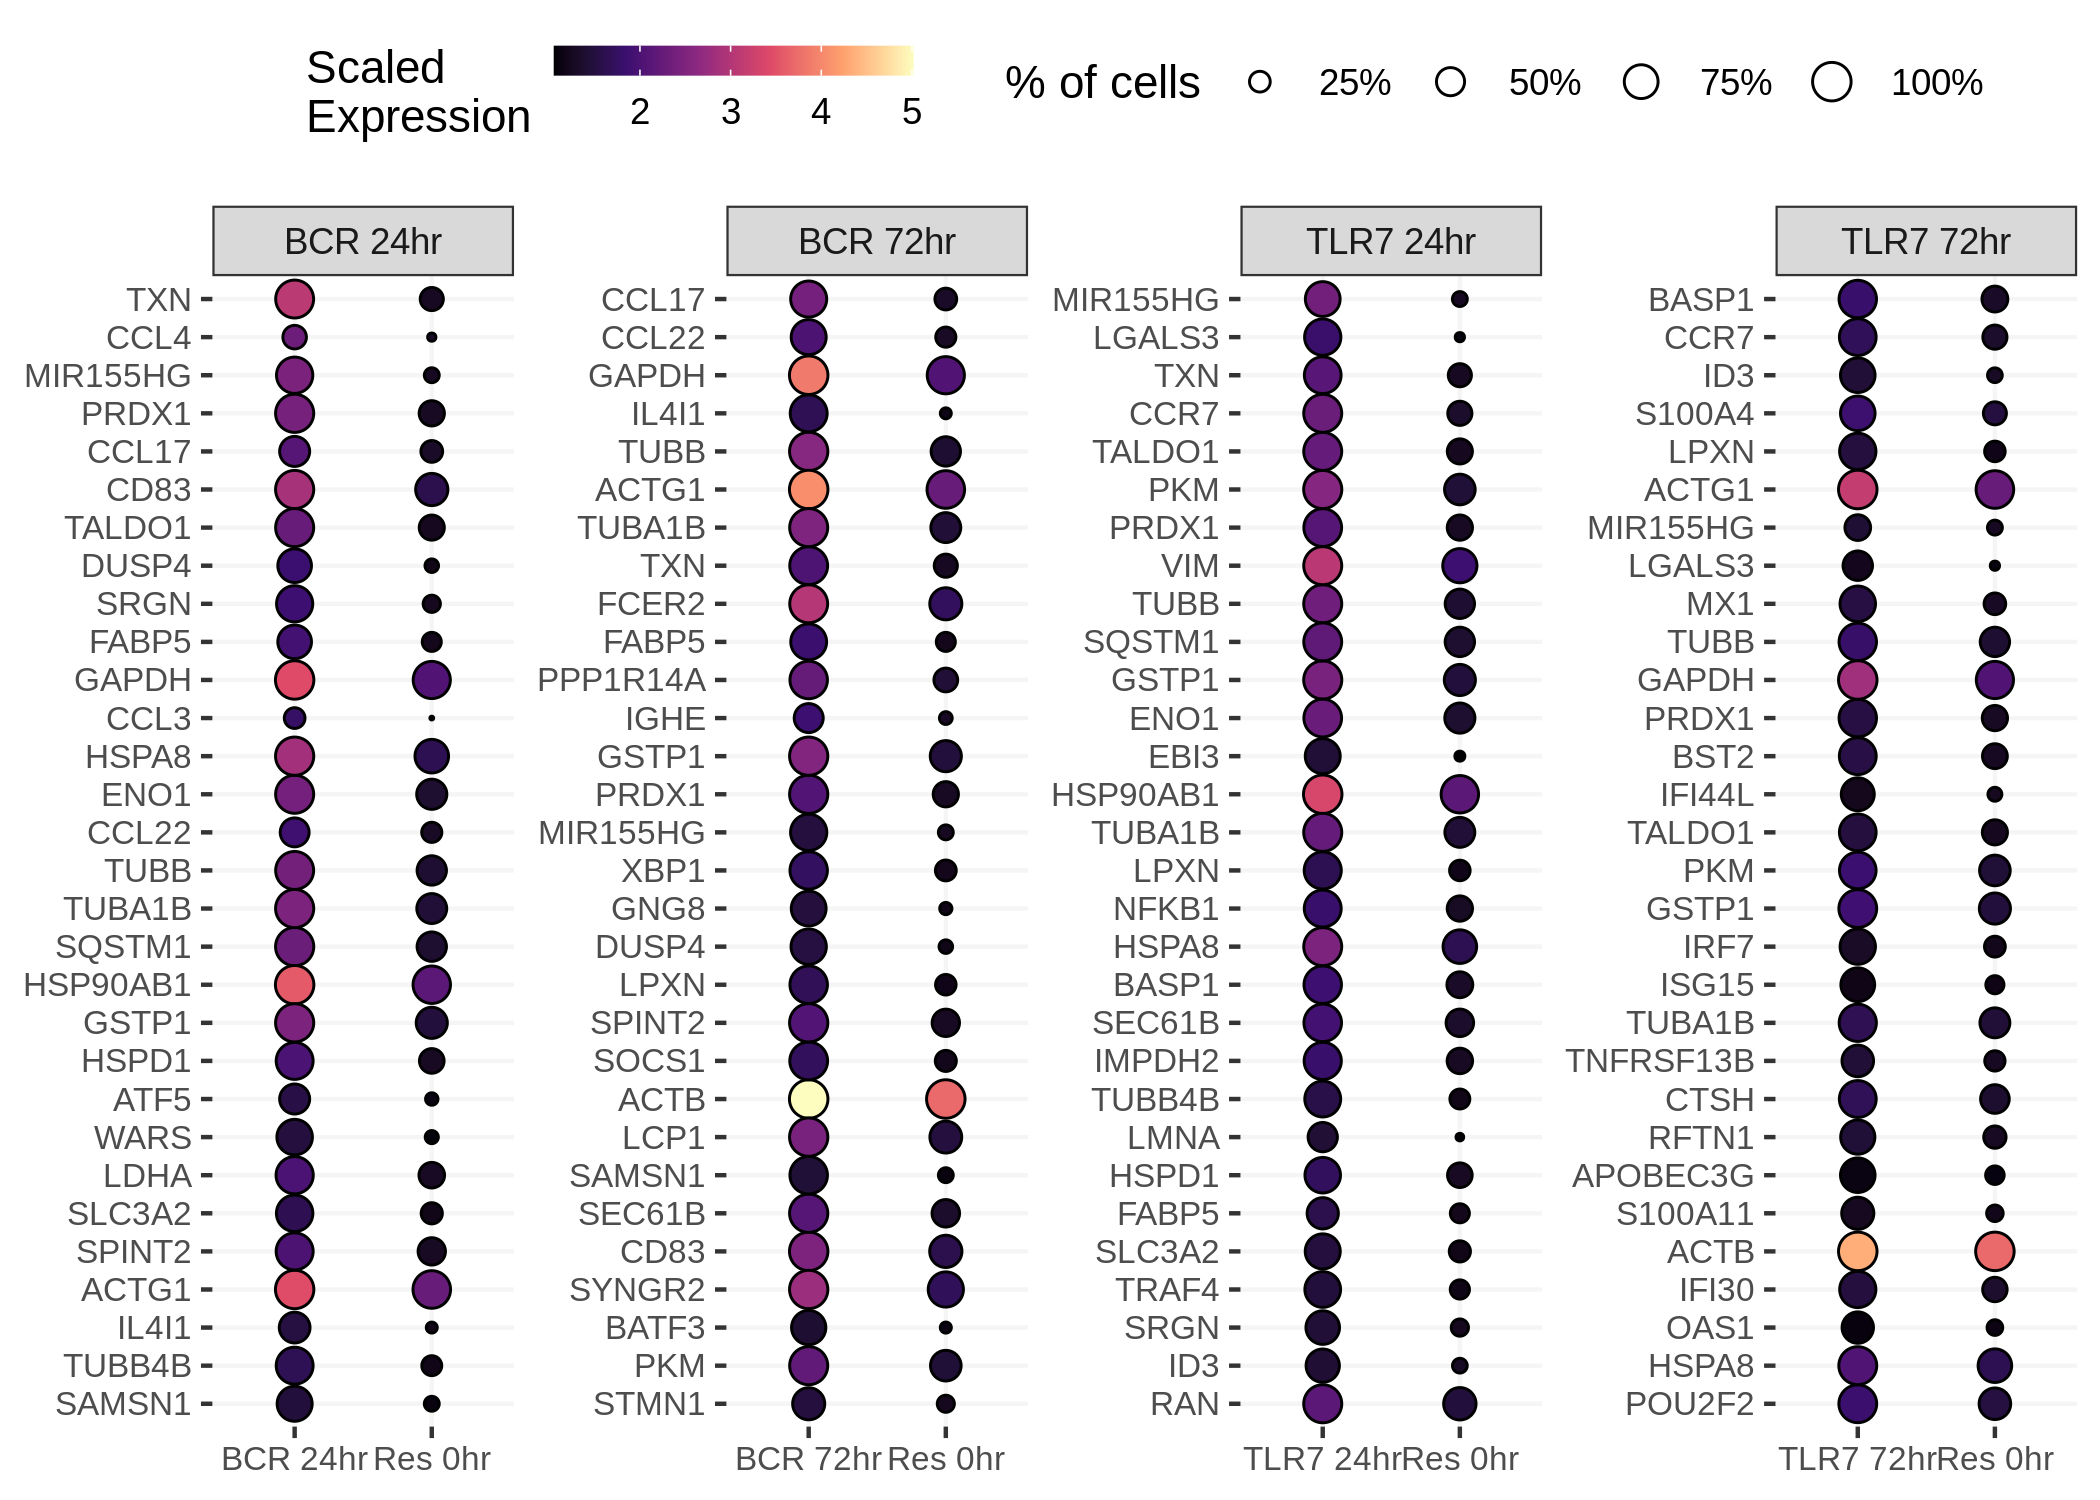 Scaled
Expression
2 3 4 5
% of cells 25% 50% 75% 100%
BCR 24hr
TXN
CCL4
MIR155HG
PRDX1
CCL17
CD83
TALDO1
DUSP4
SRGN
FABP5
GAPDH
CCL3
HSPA8
ENO1
CCL22
TUBB
TUBA1B
SQSTM1
HSP90AB1
GSTP1
HSPD1
ATF5
WARS
LDHA
SLC3A2
SPINT2
ACTG1
IL4I1
TUBB4B
SAMSN1
BCR 24hr Res 0hr
BCR 72hr
CCL17
CCL22
GAPDH
IL4I1
TUBB
ACTG1
TUBA1B
TXN
FCER2
FABP5
PPP1R14A
IGHE
GSTP1
PRDX1
MIR155HG
XBP1
GNG8
DUSP4
LPXN
SPINT2
SOCS1
ACTB
LCP1
SAMSN1
SEC61B
CD83
SYNGR2
BATF3
PKM
STMN1
BCR 72hr Res 0hr
TLR7 24hr
MIR155HG
LGALS3
TXN
CCR7
TALDO1
PKM
PRDX1
VIM
TUBB
SQSTM1
GSTP1
ENO1
EBI3
HSP90AB1
TUBA1B
LPXN
NFKB1
HSPA8
BASP1
SEC61B
IMPDH2
TUBB4B
LMNA
HSPD1
FABP5
SLC3A2
TRAF4
SRGN
ID3
RAN
TLR7 24hr Res 0hr
TLR7 72hr
BASP1
CCR7
ID3
S100A4
LPXN
ACTG1
MIR155HG
LGALS3
MX1
TUBB
GAPDH
PRDX1
BST2
IFI44L
TALDO1
PKM
GSTP1
IRF7
ISG15
TUBA1B
TNFRSF13B
CTSH
RFTN1
APOBEC3G
S100A11
ACTB
IFI30
OAS1
HSPA8
POU2F2
TLR7 72hr Res 0hr